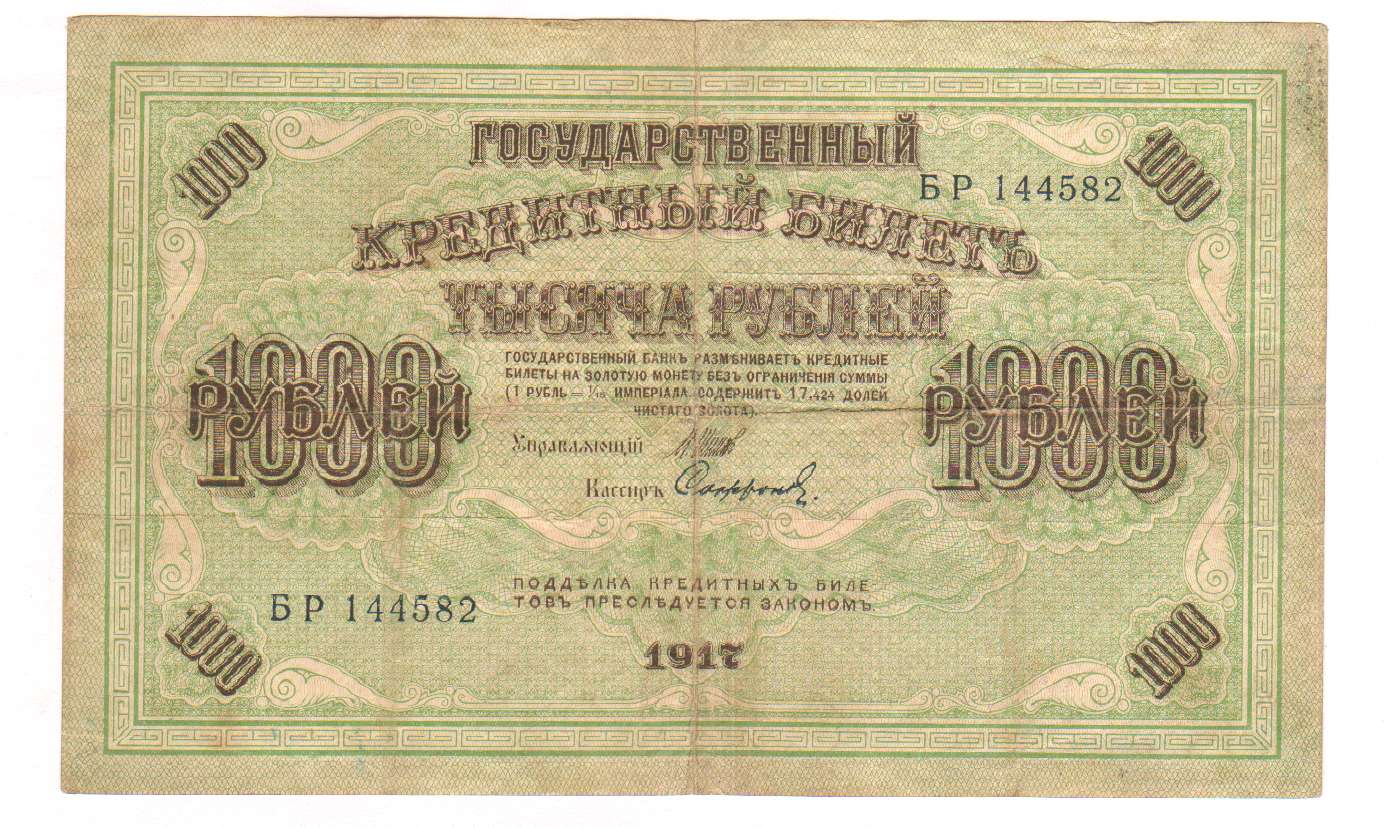 ГОСУДАРСТВЕННЫЙ
1000
1000
БР 144582
КРЕДИТНЫЙ БИЛЕТЪ
ТЫСЯЧА РУБЛЕЙ
1000
РУБЛЕЙ
1000
РУБЛЕЙ
ГОСУДАРСТВЕННЫЙ БАНКЪ РАЗМѢНИВАЕТЪ КРЕДИТНЫЕ
БИЛЕТЫ НА ЗОЛОТУЮ МОНЕТУ БЕЗЪ ОГРАНИЧЕНІЯ СУММЫ
(1 РУБЛЬ = 1/15 ИМПЕРІАЛА, СОДЕРЖИТЪ 17.424 ДОЛЕЙ
ЧИСТАГО ЗОЛОТА).
Управляющій
Кассиръ
ПОДДѢЛКА КРЕДИТНЫХЪ БИЛЕ
ТОВЪ ПРЕСЛѢДУЕТСЯ ЗАКОНОМЪ.
БР 144582
1917
1000
1000